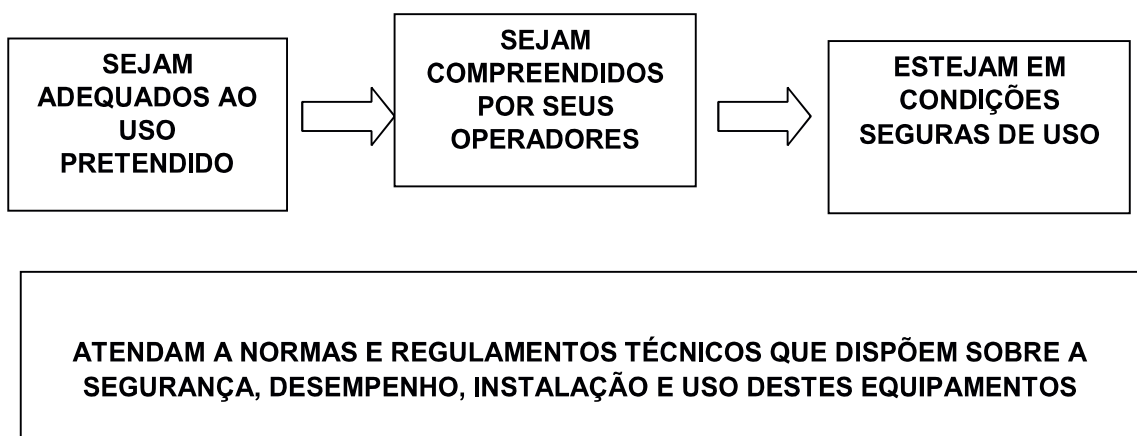 SEJAM
ADEQUADOS AO
USO
PRETENDIDO
SEJAM
COMPREENDIDOS
POR SEUS
OPERADORES
ESTEJAM EM
CONDIÇÕES
SEGURAS DE USO
ATENDAM A NORMAS E REGULAMENTOS TÉCNICOS QUE DISPÕEM SOBRE A
SEGURANÇA, DESEMPENHO, INSTALAÇÃO E USO DESTES EQUIPAMENTOS